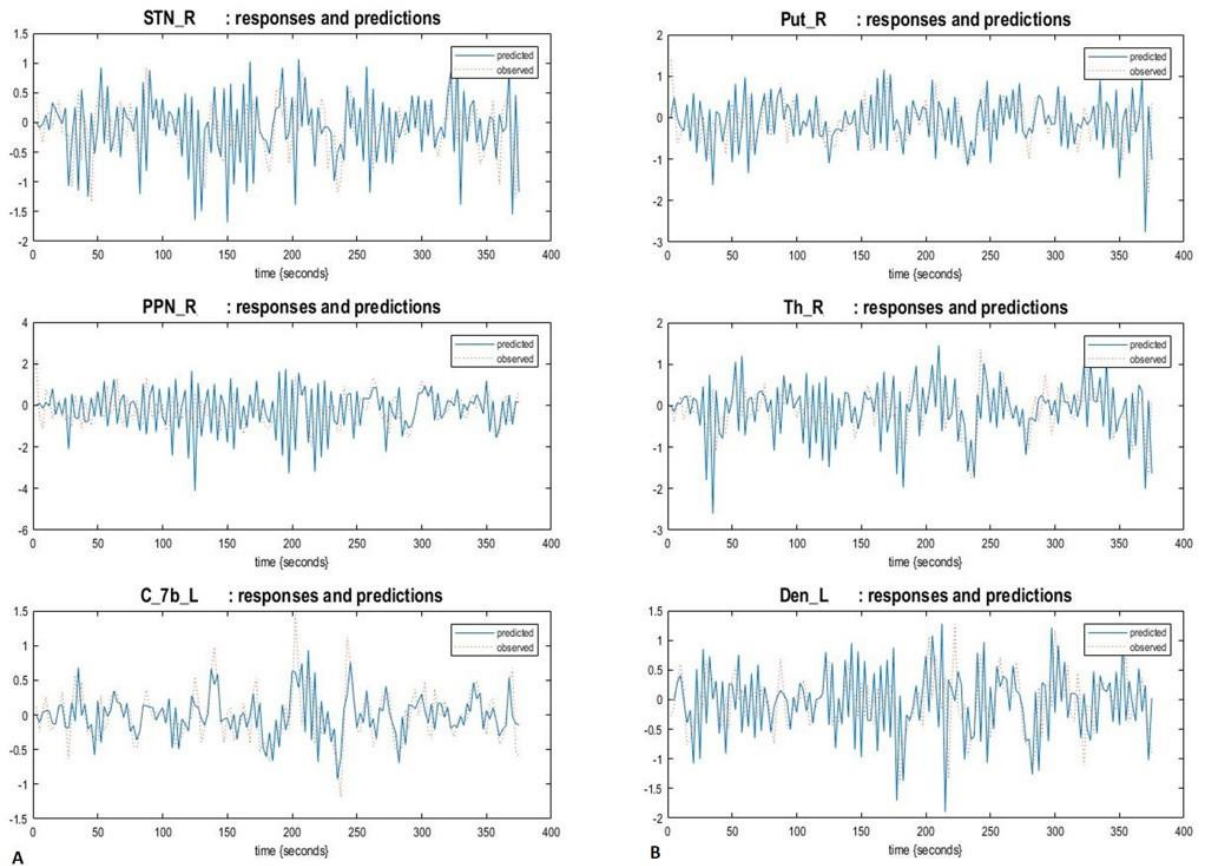 STN_R : responses and predictions
1.5
1
0.5
0
-0.5
-1
-1.5
-2
predicted
observed
0 50 100 150 200 250 300 350 400
time {seconds}
PPN_R : responses and predictions
4
2
0
-2
-4
-6
predicted
observed
0 50 100 150 200 250 300 350 400
time {seconds}
C_7b_L : responses and predictions
1.5
1
0.5
0
-0.5
-1
-1.5
predicted
observed
0 50 100 150 200 250 300 350 400
time {seconds}
A
Put_R : responses and predictions
2
1
0
-1
-2
-3
predicted
observed
0 50 100 150 200 250 300 350 400
time {seconds}
Th_R : responses and predictions
2
1
0
-1
-2
-3
predicted
observed
0 50 100 150 200 250 300 350 400
time {seconds}
Den_L : responses and predictions
1.5
1
0.5
0
-0.5
-1
-1.5
-2
predicted
observed
0 50 100 150 200 250 300 350 400
time {seconds}
B